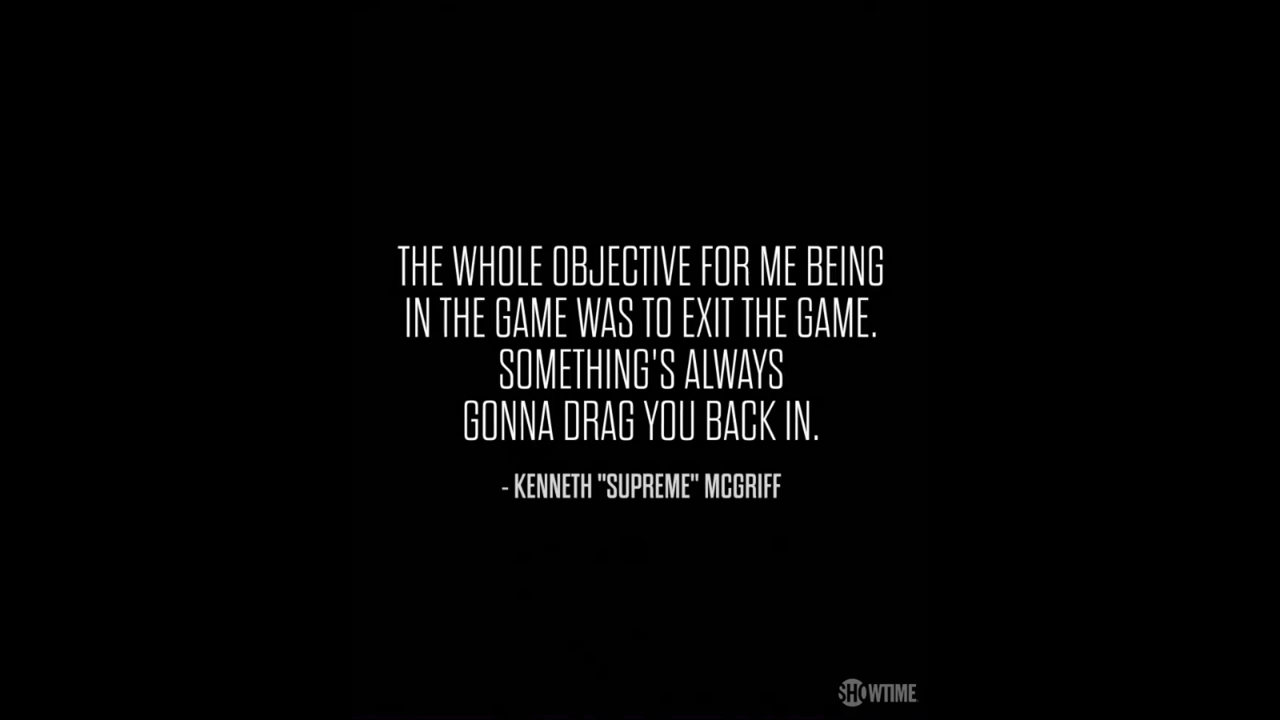 THE WHOLE OBJECTIVE FOR ME BEING
IN THE GAME WAS TO EXIT THE GAME.
SOMETHING'S ALWAYS
GONNA DRAG YOU BACK IN.
- KENNETH "SUPREME" MCGRIFF
SHOWTIME